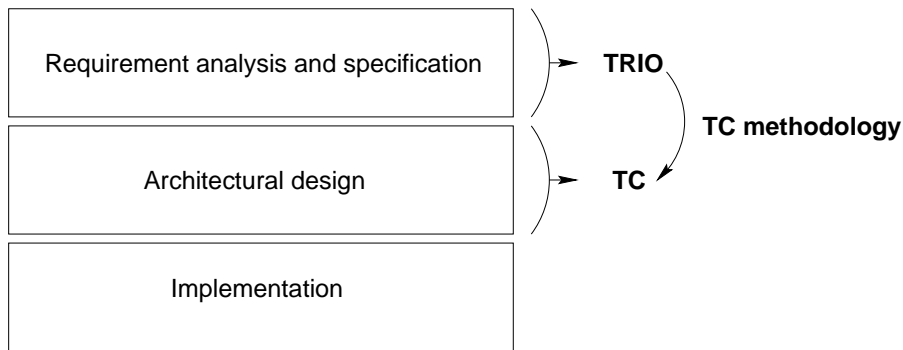 Requirement analysis and specification
TRIO
TC methodology
Architectural design
TC
Implementation